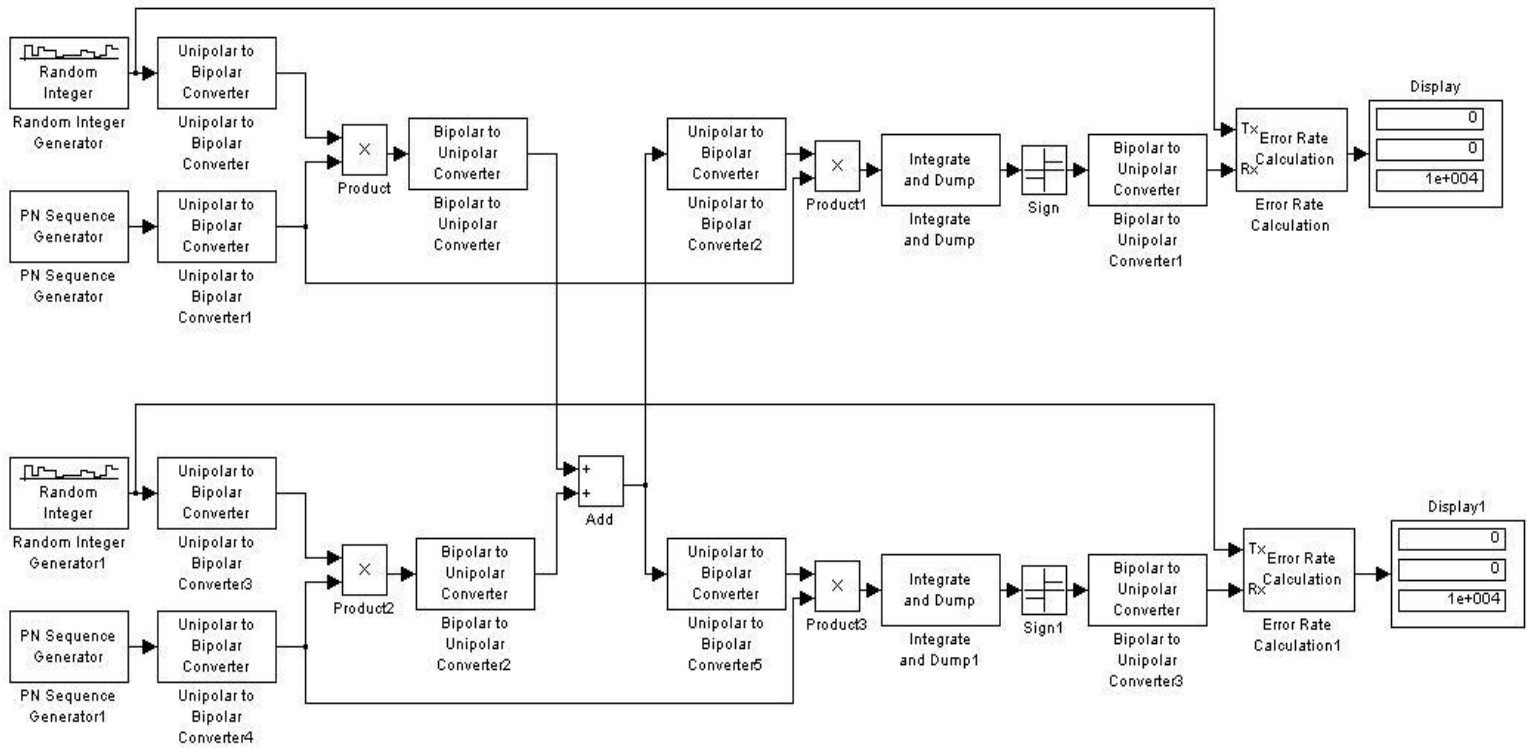 Random
Integer
Random Integer
Generator
Unipolar to
Bipolar
Converter
Unipolar to
Bipolar
Converter
PN Sequence
Generator
PN Sequence
Generator
Unipolar to
Bipolar
Converter
Unipolar to
Bipolar
Converter1
×
Product
Bipolar to
Unipolar
Converter
Bipolar to
Unipolar
Converter
Unipolar to
Bipolar
Converter
Unipolar to
Bipolar
Converter2
×
Product1
Integrate
and Dump
Integrate
and Dump
Sign
Bipolar to
Unipolar
Converter
Bipolar to
Unipolar
Converter1
Tx
Rx
Error Rate
Calculation
Error Rate
Calculation
Display
0
0
1e+004
Random
Integer
Random Integer
Generator1
Unipolar to
Bipolar
Converter
Unipolar to
Bipolar
Converter3
PN Sequence
Generator
PN Sequence
Generator1
Unipolar to
Bipolar
Converter
Unipolar to
Bipolar
Converter4
×
Product2
Bipolar to
Unipolar
Converter
Bipolar to
Unipolar
Converter2
+
+
Add
Unipolar to
Bipolar
Converter
Unipolar to
Bipolar
Converter5
×
Product3
Integrate
and Dump
Integrate
and Dump1
Sign1
Bipolar to
Unipolar
Converter
Bipolar to
Unipolar
Converter3
Tx
Rx
Error Rate
Calculation
Error Rate
Calculation1
Display1
0
0
1e+004